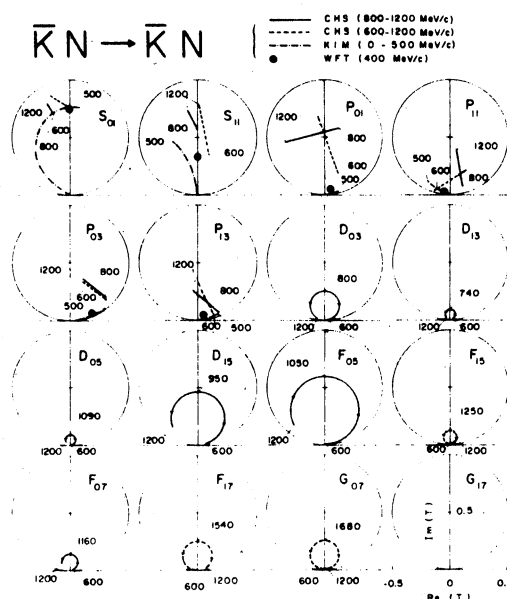 K̅ N → K̅ N
CHS (800-1200 MeV/c)
CHS (600-1200 MeV/c)
KIM (0 - 500 MeV/c)
WFT (400 MeV/c)
1200 500 600 800 S₀₁
1200 800 500 600 S₁₁
P₀₁ 1200 800 600 500
P₁₁ 500 600 1200 800
P₀₃ 1200 800 600 500
P₁₃ 1200 800 600 500
D₀₃ 800 1200 600
D₁₃ 740 1200 600
D₀₅ 1090 1200 600
D₁₅ 950 1200 600
1050 F₀₅ 1200 600
F₁₅ 1250 600 1200
F₀₇ 1160 1200 600
F₁₇ 1540 600 1200
G₀₇ 1680 600 1200
G₁₇ Im(T) 0.5
-0.5 0
Re (T)